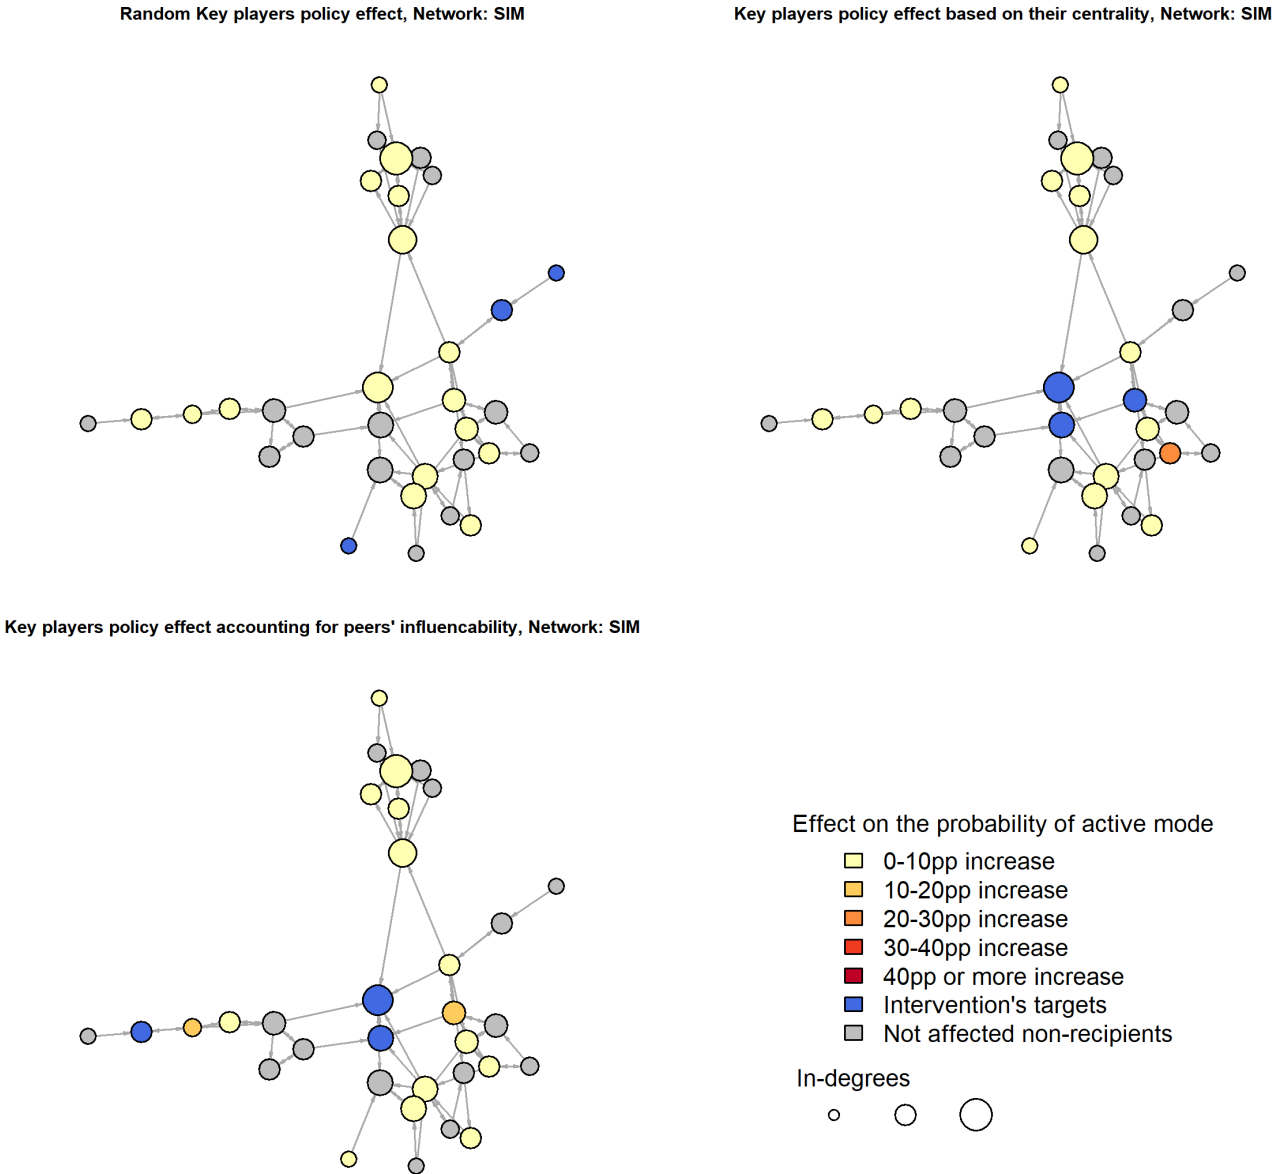 Random Key players policy effect, Network: SIM
Key players policy effect based on their centrality, Network: SIM
Key players policy effect accounting for peers' influencability, Network: SIM
Effect on the probability of active mode
0-10pp increase
10-20pp increase
20-30pp increase
30-40pp increase
40pp or more increase
Intervention's targets
Not affected non-recipients
In-degrees